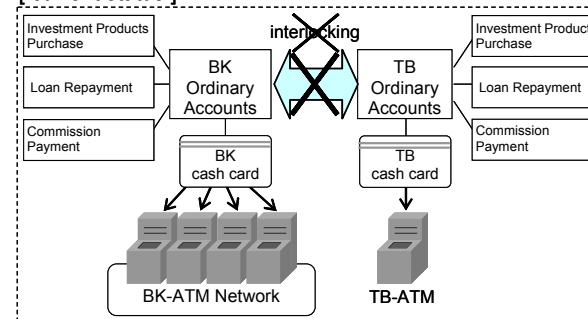 interlocking
Investment Products
Purchase
Loan Repayment
Commission
Payment
BK
Ordinary
Accounts
TB
Ordinary
Accounts
Investment Product
Purchase
Loan Repayment
Commission
Payment
BK
cash card
TB
cash card
BK-ATM Network
TB-ATM